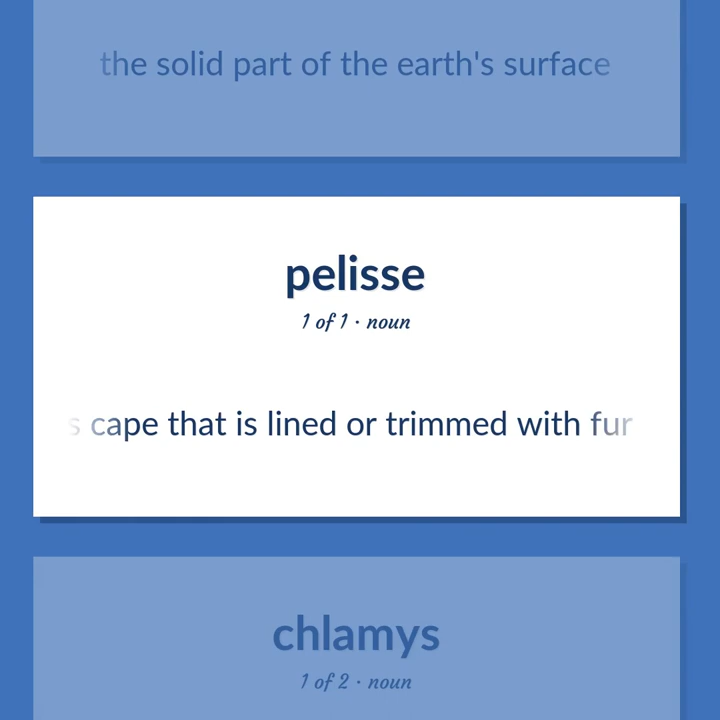 the solid part of the earth's surface
pelisse
1 of 1 · noun
s cape that is lined or trimmed with fur
chlamys
1 of 2 · noun